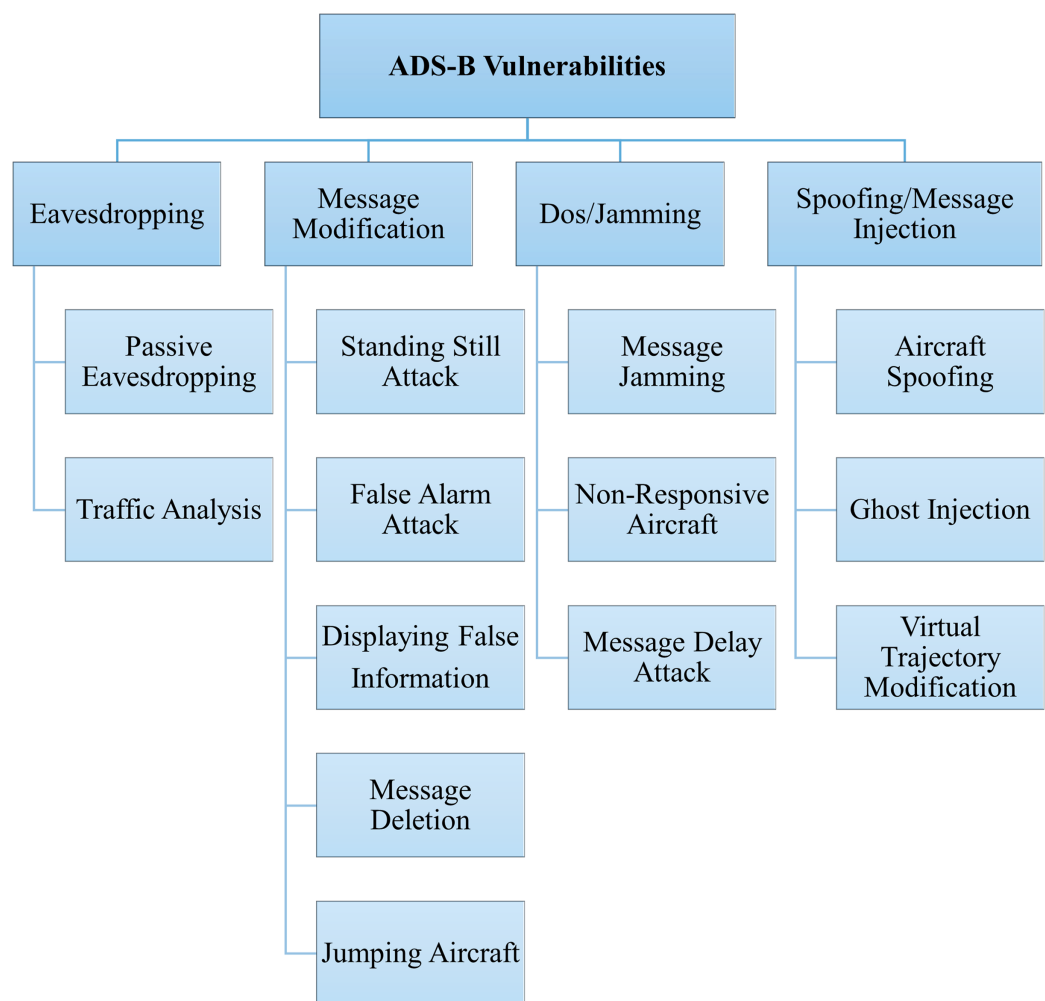 ADS-B Vulnerabilities
Eavesdropping
Message
Modification
Dos/Jamming
Spoofing/Message
Injection
Passive
Eavesdropping
Standing Still
Attack
Message
Jamming
Aircraft
Spoofing
Traffic Analysis
False Alarm
Attack
Non-Responsive
Aircraft
Ghost Injection
Displaying False
Information
Message Delay
Attack
Virtual
Trajectory
Modification
Message
Deletion
Jumping Aircraft